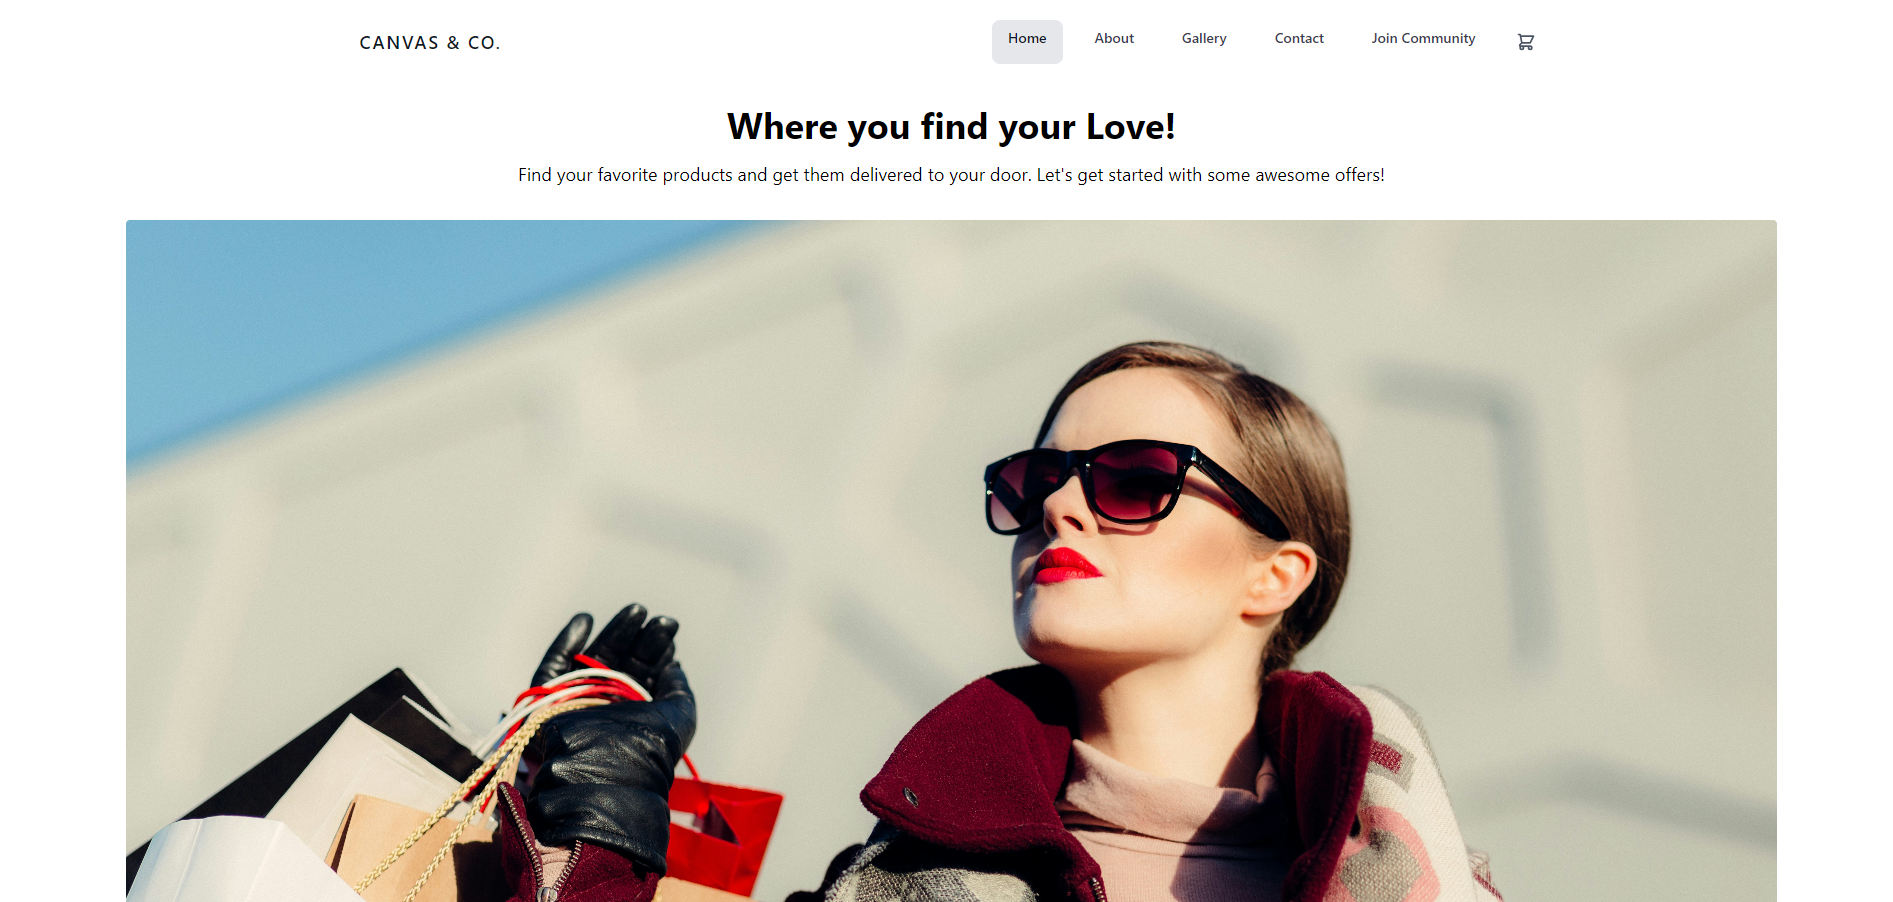 CANVAS & CO.
Home About Gallery Contact Join Community
Where you find your Love!
Find your favorite products and get them delivered to your door. Let's get started with some awesome offers!